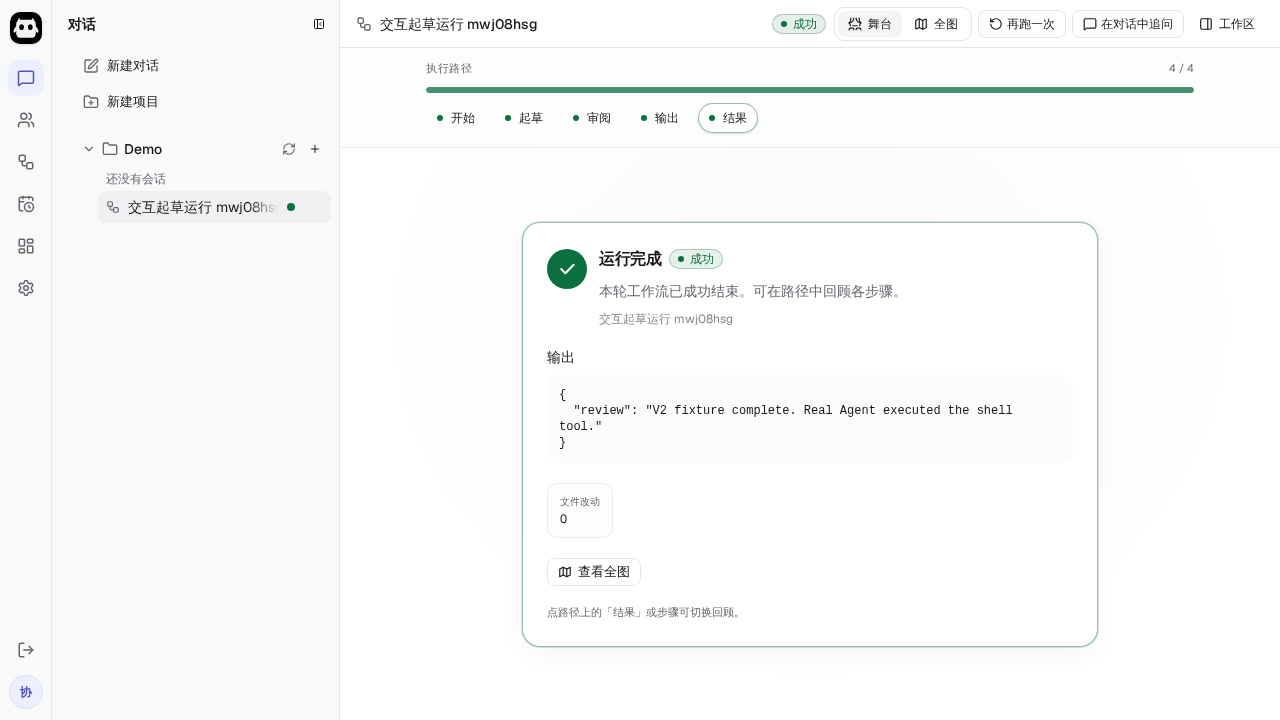 对话
新建对话
新建项目
Demo
还没有会话
交互起草运行 mwj08hs
协
交互起草运行 mwj08hsg
成功
舞台
全图
再跑一次
在对话中追问
工作区
执行路径
4 / 4
开始
起草
审阅
输出
结果
运行完成
成功
本轮工作流已成功结束。可在路径中回顾各步骤。
交互起草运行 mwj08hsg
输出
{
"review": "V2 fixture complete. Real Agent executed the shell
tool."
}
文件改动
0
查看全图
点路径上的「结果」或步骤可切换回顾。